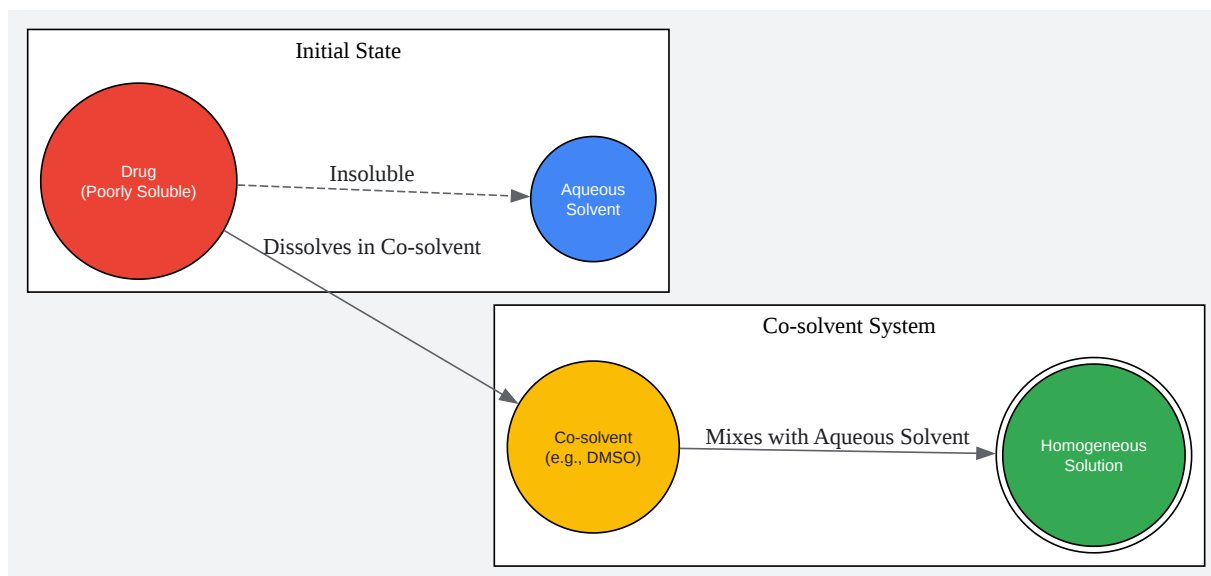 Initial State
Drug
(Poorly Soluble)
Insoluble
Aqueous
Solvent
Dissolves in Co-solvent
Co-solvent System
Co-solvent
(e.g., DMSO)
Mixes with Aqueous Solvent
Homogeneous
Solution